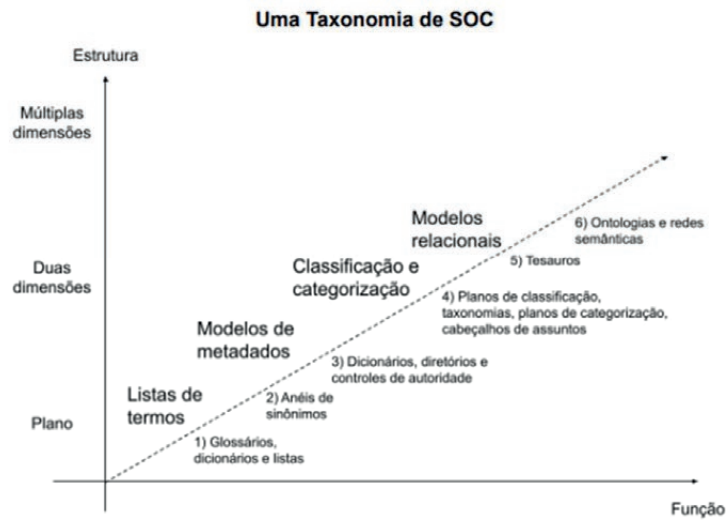 Uma Taxonomia de SOC
Estrutura
Múltiplas
dimensões
Modelos
relacionais
6) Ontologias e redes
semânticas
5) Tesauros
Duas
dimensões
Classificação e
categorização
4) Planos de classificação,
taxonomias, planos de categorização,
cabeçalhos de assuntos
Modelos de
metadados
3) Dicionários, diretórios e
controles de autoridade
Listas de
termos
2) Anéis de
sinônimos
Plano
1) Glossários,
dicionários e listas
Função